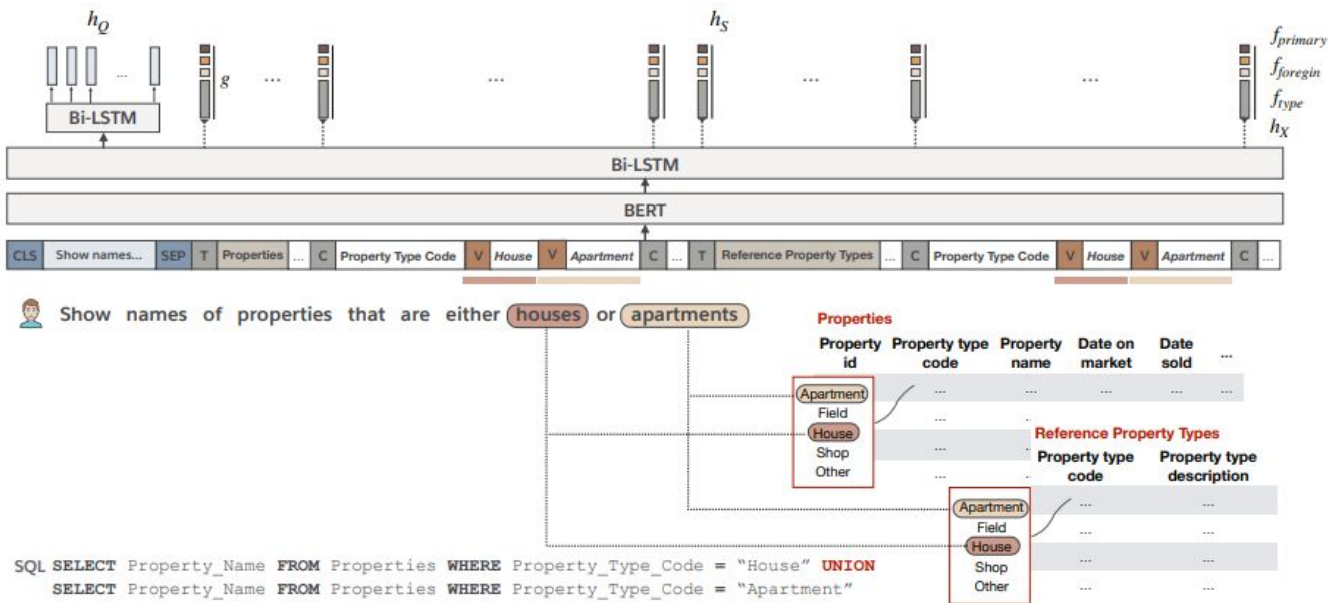 h_Q h_S
f_primary
g ... ... ... ... ... f_foregin
Bi-LSTM f_type
h_X
Bi-LSTM
BERT
CLS Show names... SEP T Properties ... C Property Type Code V House V Apartment C ... T Reference Property Types ... C Property Type Code V House V Apartment C ...
Show names of properties that are either houses or apartments
Properties
Property id Property type code Property name Date on market Date sold ...
Apartment ... ... ... ... ...
Field ... ..
House
Shop ... ..
Other ... ..
Reference Property Types
Property type code Property type description
Apartment ... ...
Field ... ...
House
Shop ... ...
Other ... ...
SQL SELECT Property_Name FROM Properties WHERE Property_Type_Code = “House” UNION
SELECT Property_Name FROM Properties WHERE Property_Type_Code = “Apartment”